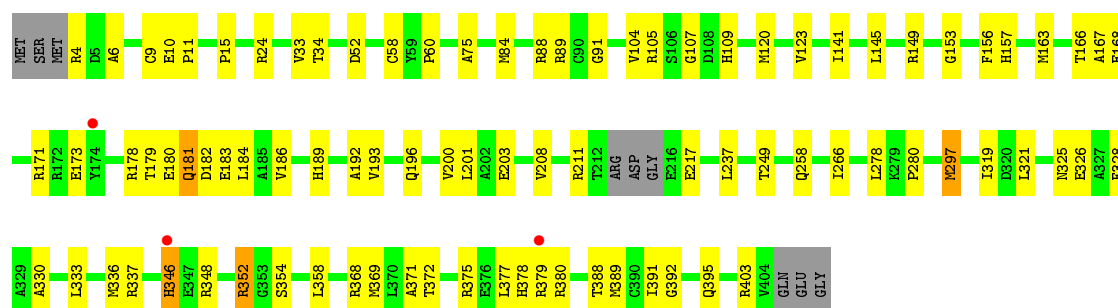 MET SER MET R4 D5 A6 C9 E10 P11 P15 R24 V33 T34 D52 C58 Y59 P60 A75 M84 R88 R89 C90 G91 V104 R105 S106 G107 D108 H109 M120 V123 I141 L145 R149 G153 F156 H157 M163 T166 A167 E168
R171 R172 E173 Y174 R178 T179 E180 Q181 D182 E183 L184 A185 V186 H189 A192 V193 Q196 V200 L201 A202 E203 V208 R211 T212 ARG ASP GLY E216 E217 L237 T249 Q258 I266 L278 K279 P280 M297 I319 D320 L321 N325 E326 A327 E328
A329 A330 L333 M336 R337 H346 E347 R348 R352 G353 S354 L358 R368 M369 L370 A371 T372 R375 E376 L377 H378 R379 R380 T388 M389 C390 I391 G392 Q395 R403 V404 GLN GLU GLY